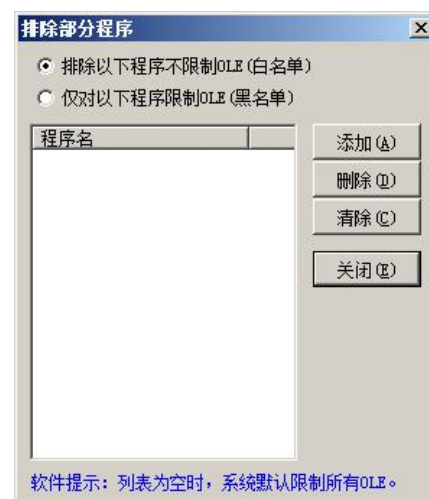 排除部分程序
排除以下程序不限制OLE(白名单)
仅对以下程序限制OLE(黑名单)
程序名
添加(A)
删除(D)
清除(C)
关闭(E)
软件提示：列表为空时，系统默认限制所有OLE。